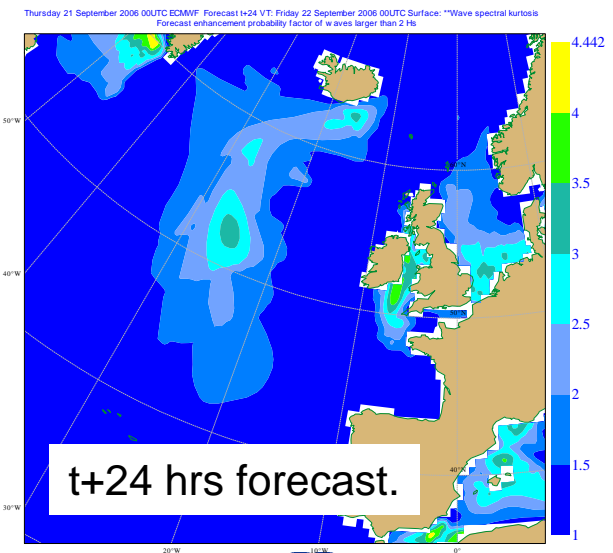 Thursday 21 September 2006 00UTC ECMWF Forecast t+24 VT: Friday 22 September 2006 00UTC Surface: **Wave spectral kurtosis
Forecast enhancement probability factor of waves larger than 2 Hs
4.442
4
3.5
3
2.5
2
1.5
1
50°W
40°W
30°W
20°W
10°W
0°
60°N
50°N
40°N
t+24 hrs forecast.